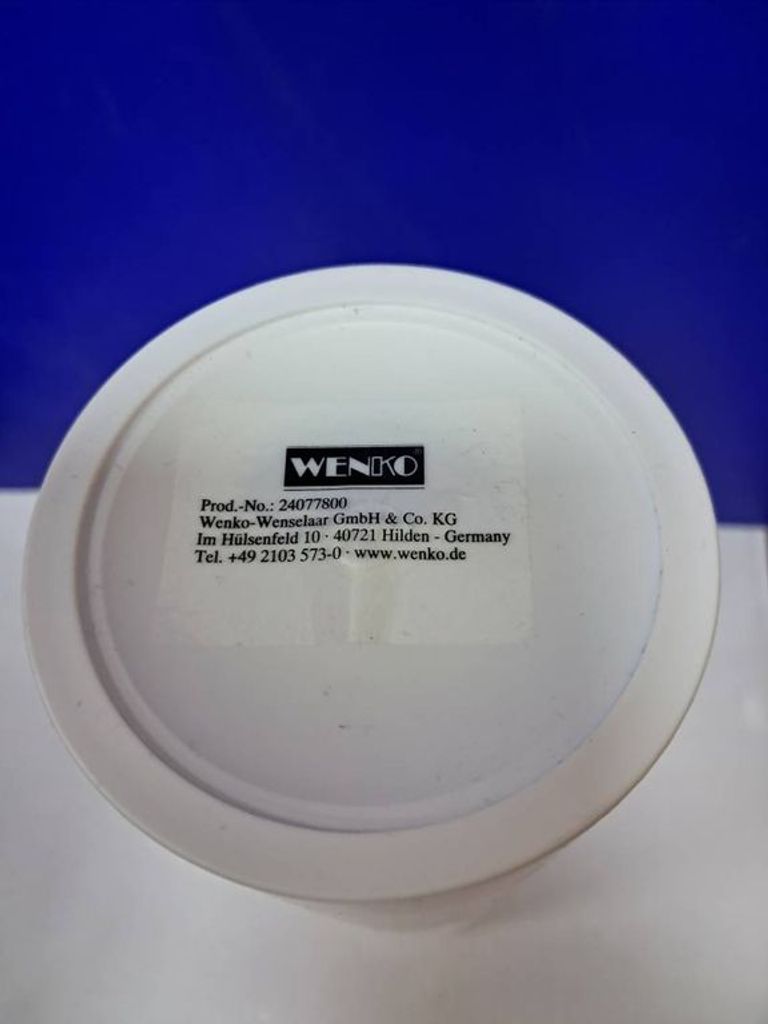 WENKO
Prod.-No.: 24077800
Wenko-Wenselaar GmbH & Co. KG
Im Hülsenfeld 10 · 40721 Hilden - Germany
Tel. +49 2103 573-0 · www.wenko.de